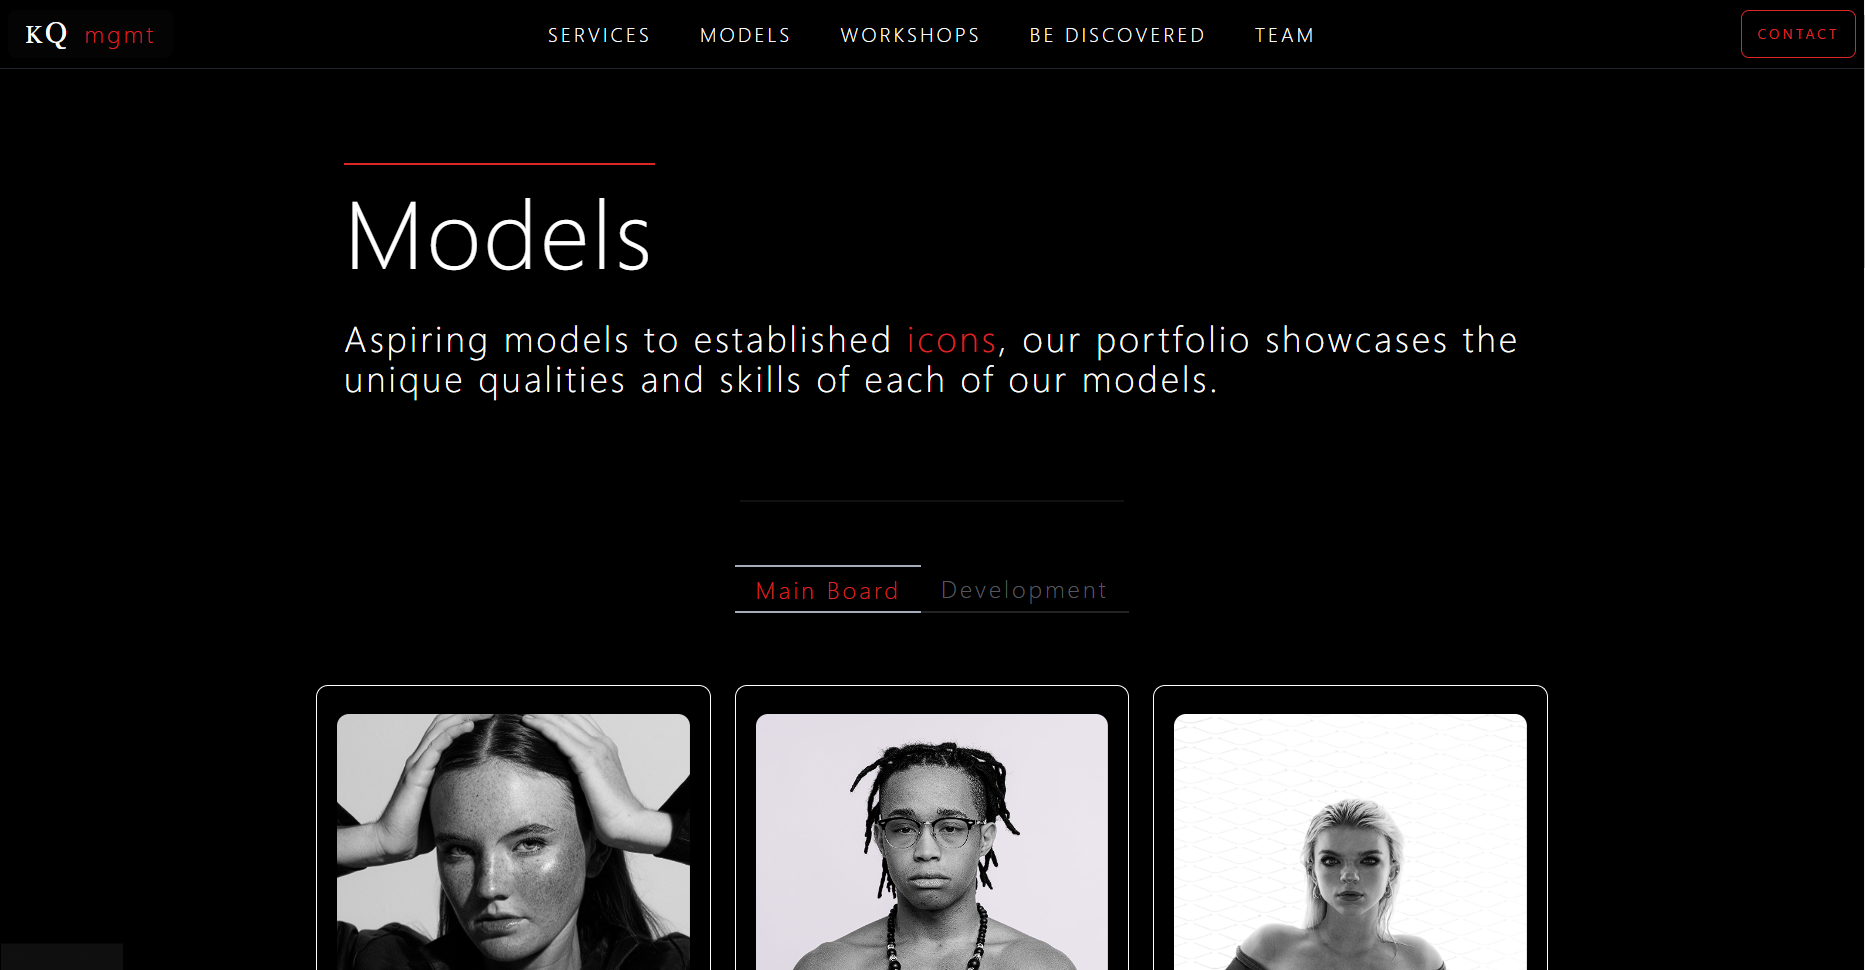 KQ mgmt
SERVICES
MODELS
WORKSHOPS
BE DISCOVERED
TEAM
CONTACT
Models
Aspiring models to established icons, our portfolio showcases the
unique qualities and skills of each of our models.
Main Board
Development